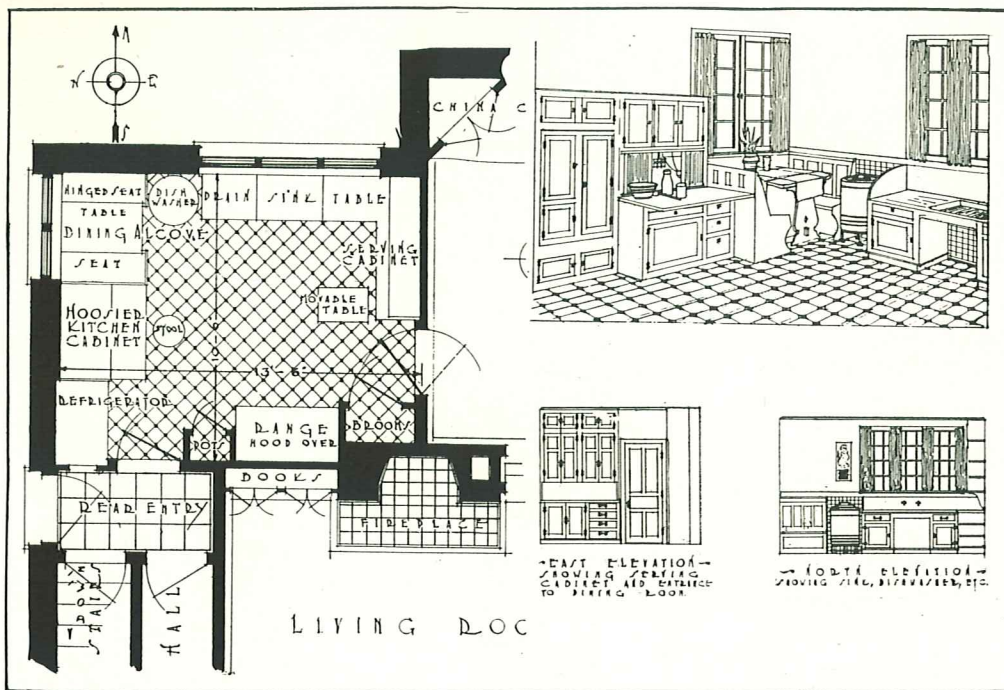 N
W E
S
CHINA C
HINGED SEAT
TABLE
DINING ALCOVE
SEAT
DISH
WASHER
DRAIN SINK TABLE
SERVING
CABINET
HOOSIER
KITCHEN
CABINET
STOOL
MOVABLE
TABLE
13'-6"
REFRIGERATOR
POTS
RANGE
HOOD OVER
BROOMS
BOOKS
REAR ENTRY
FIREPLACE
STAIRS
HALL
LIVING ROO
EAST ELEVATION
SHOWING SERVING
CABINET AND ENTRANCE
TO DINING ROOM
NORTH ELEVATION
SHOWING SINK, DISHWASHER, ETC.